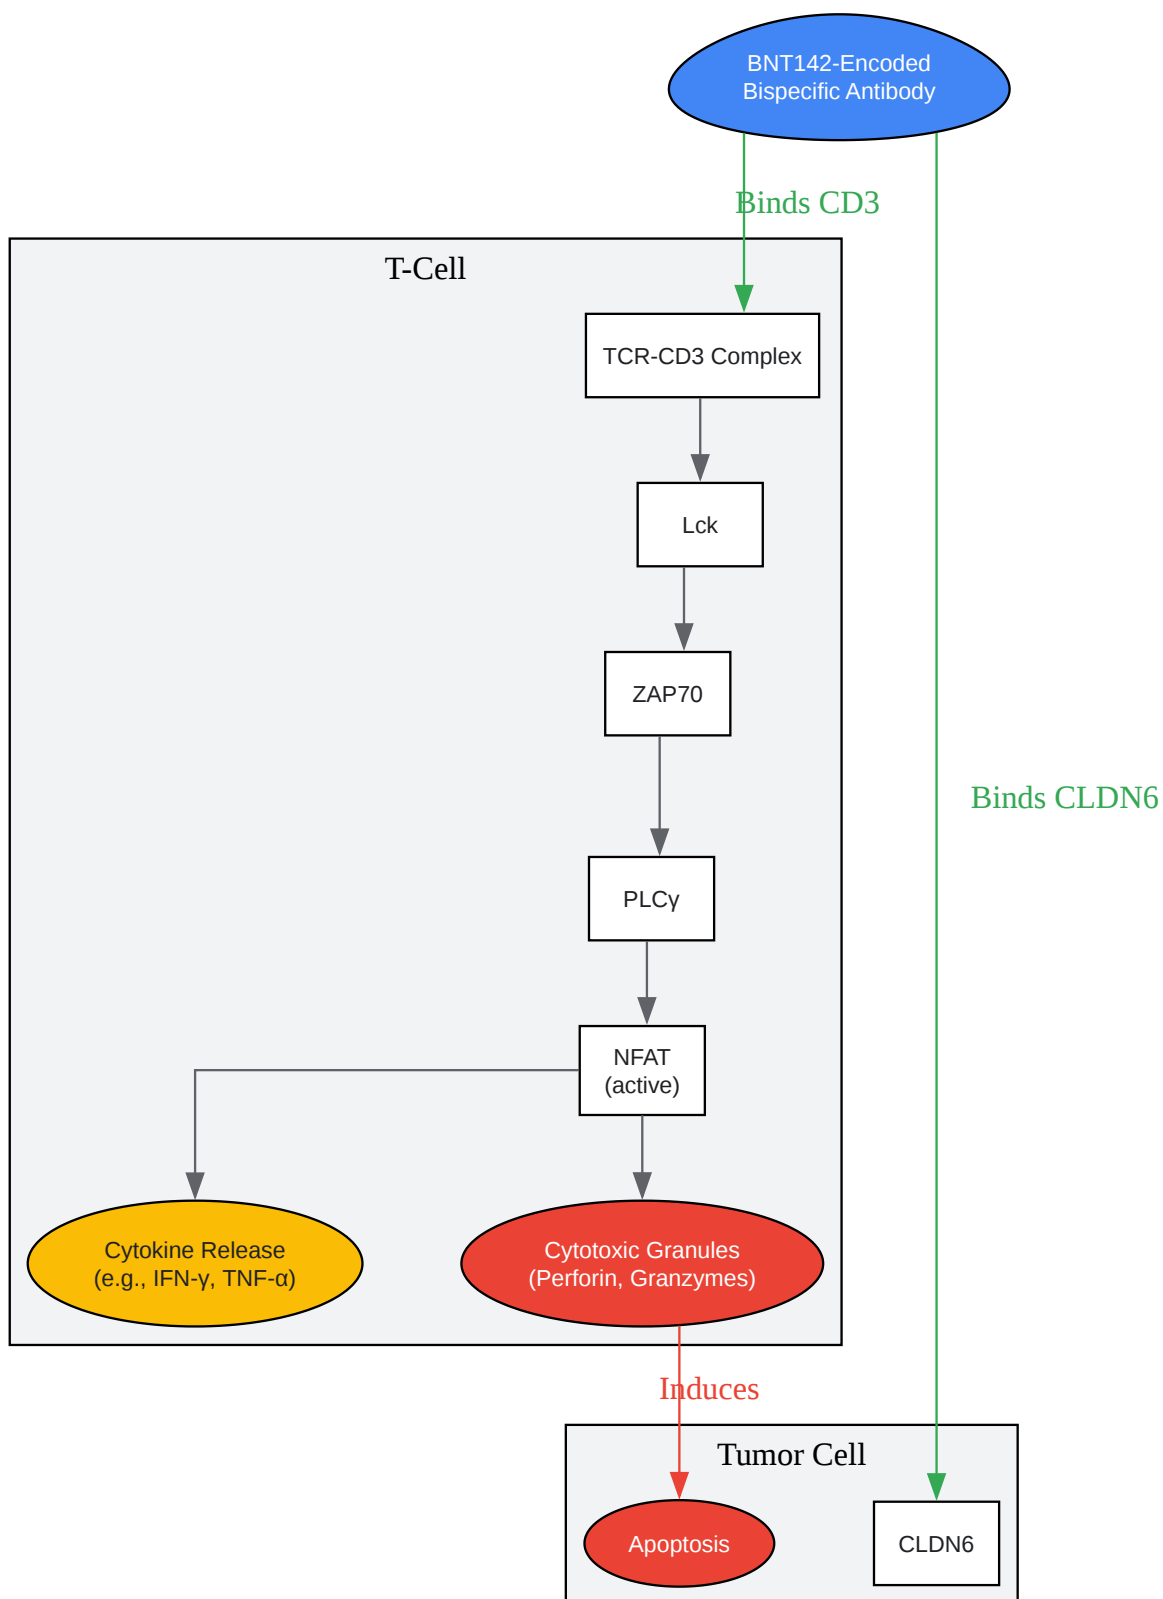 BNT142-Encoded
Bispecific Antibody
Binds CD3
T-Cell
TCR-CD3 Complex
Lck
ZAP70
Binds CLDN6
PLCγ
NFAT
(active)
Cytokine Release
(e.g., IFN-γ, TNF-α)
Cytotoxic Granules
(Perforin, Granzymes)
Induces
Tumor Cell
Apoptosis
CLDN6